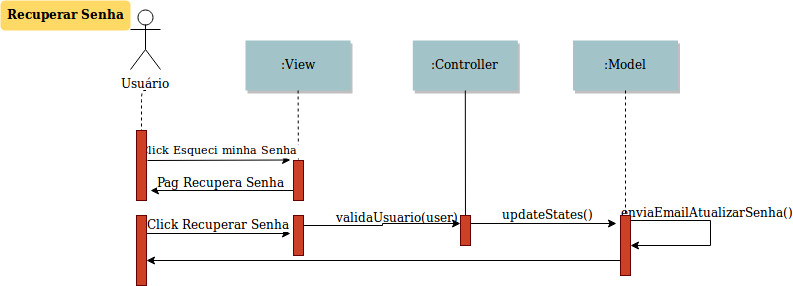 Recuperar Senha
Usuário
:View
:Controller
:Model
Click Esqueci minha Senha
Pag Recupera Senha
Click Recuperar Senha
validaUsuario(user)
updateStates()
enviaEmailAtualizarSenha()